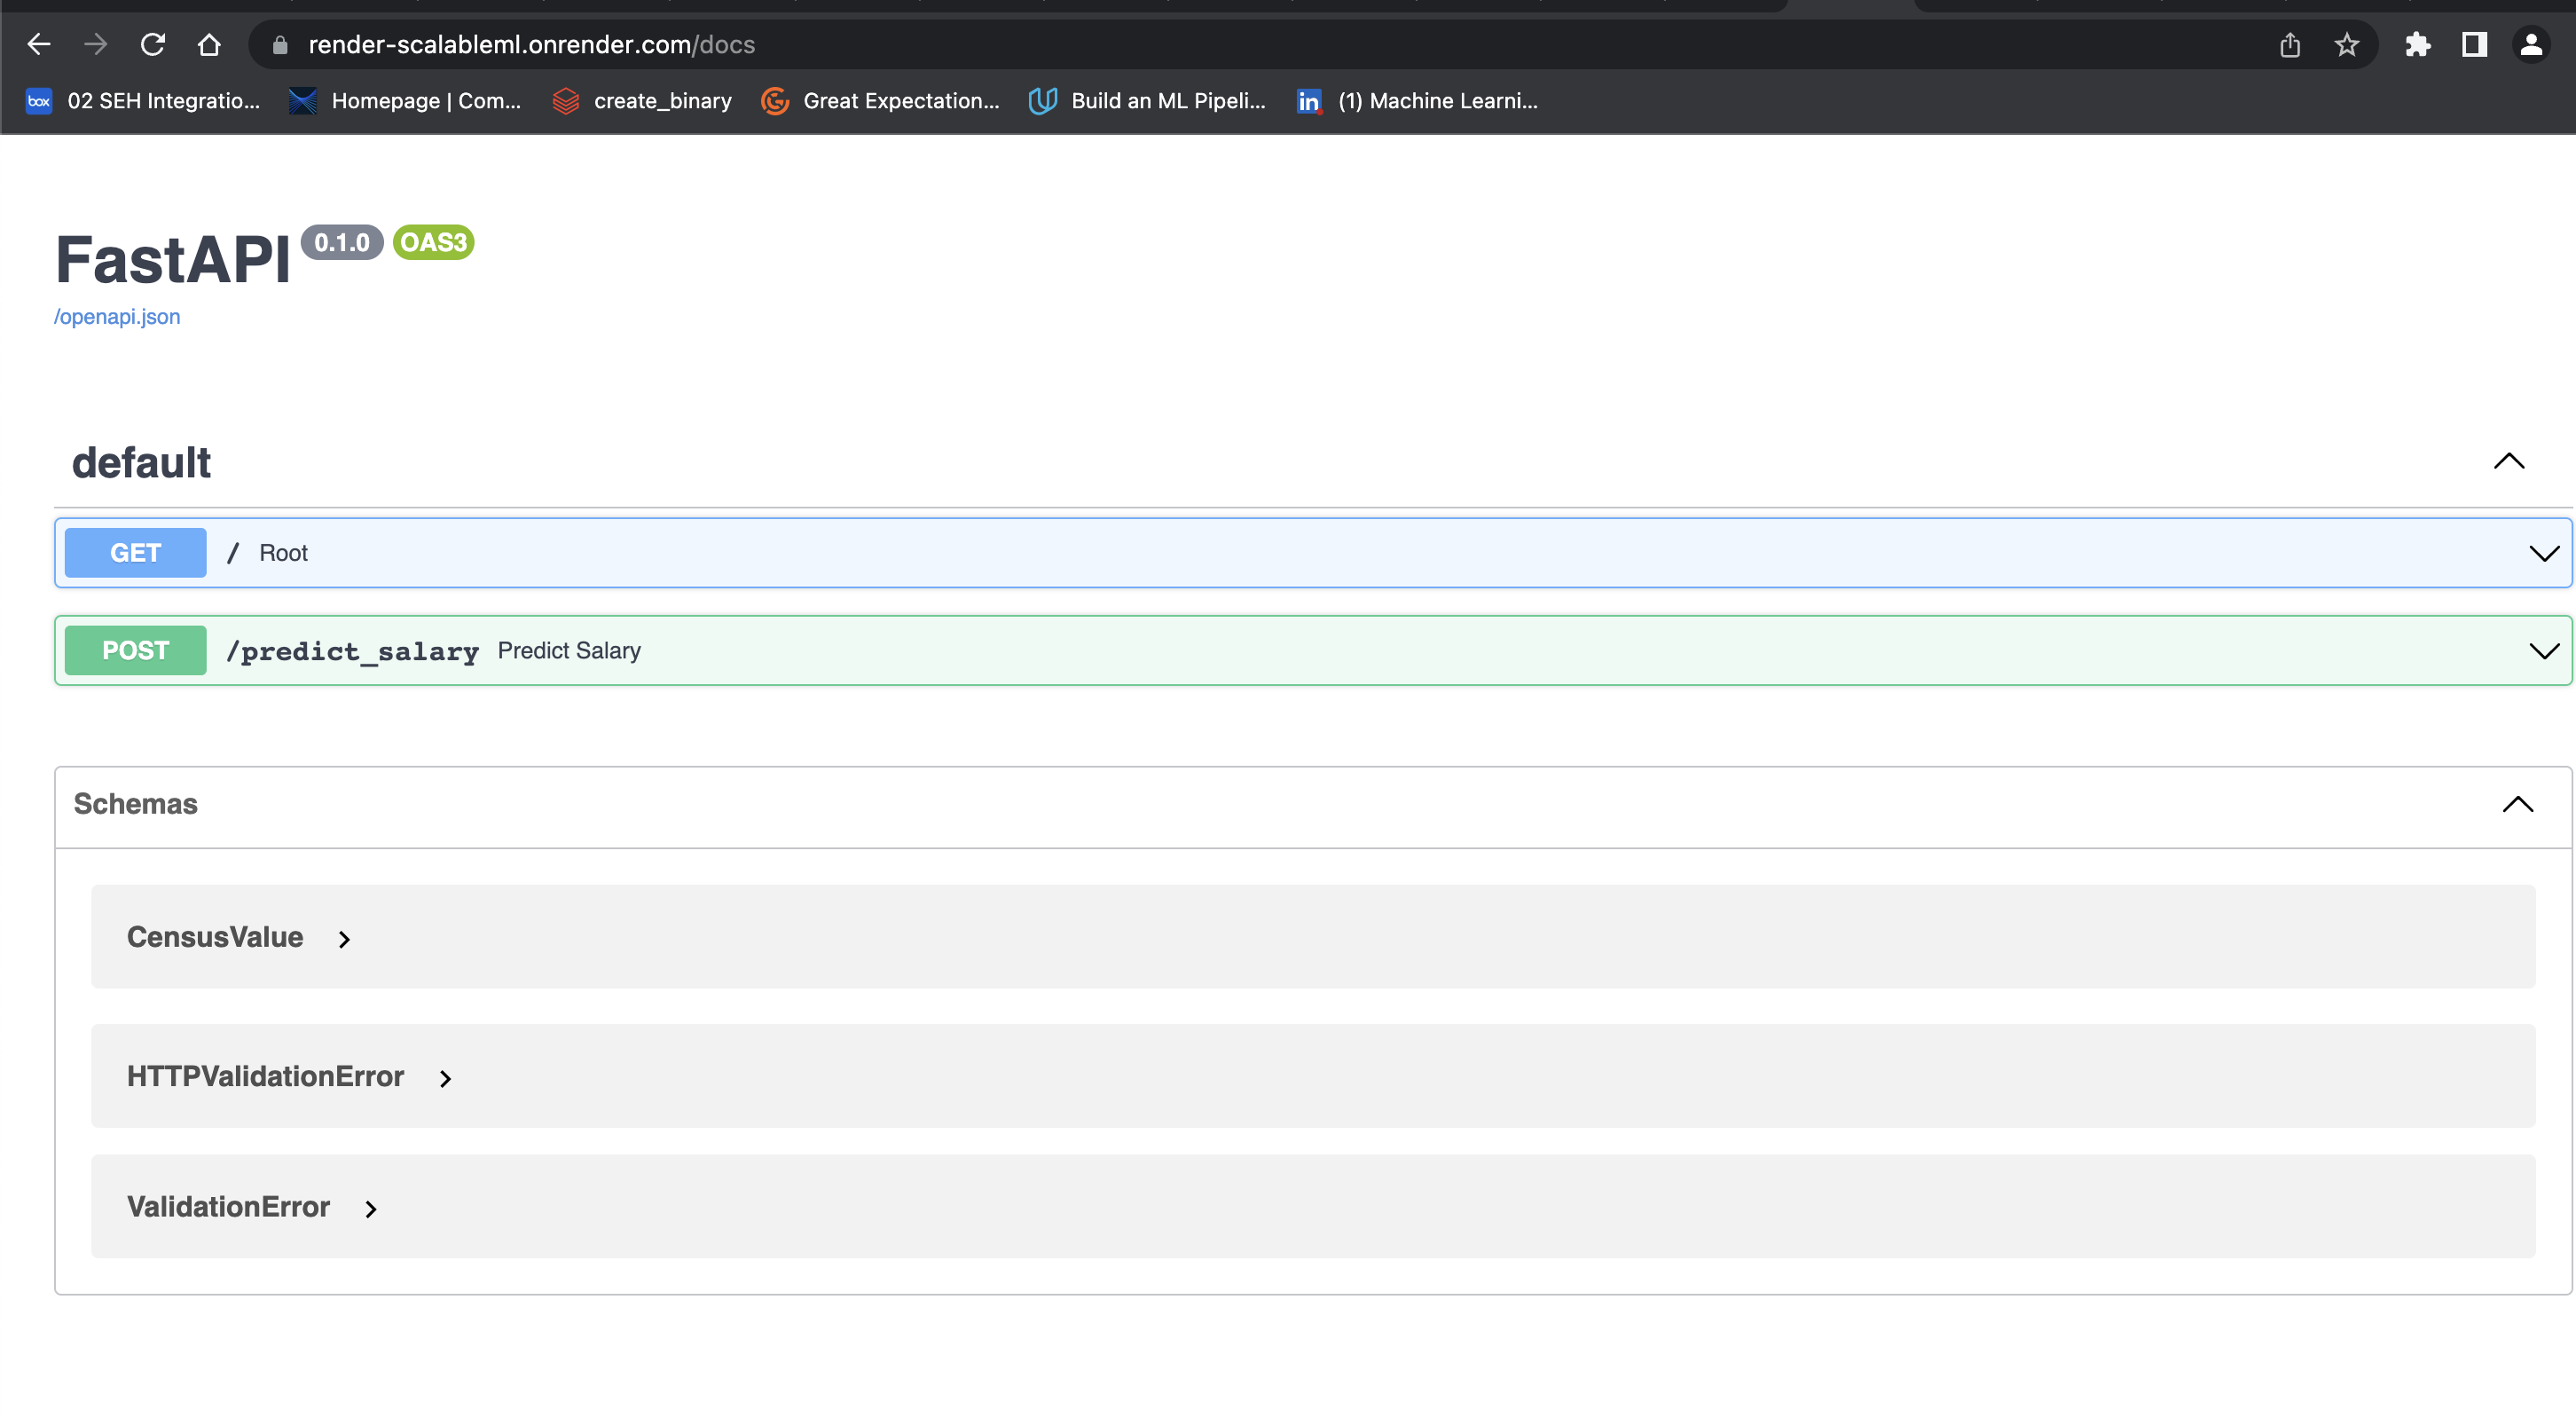 render-scalableml.onrender.com/docs
box 02 SEH Integratio... Homepage | Com... create_binary Great Expectation... Build an ML Pipeli... in (1) Machine Learni...
FastAPI 0.1.0 OAS3
/openapi.json
default
GET / Root
POST /predict_salary Predict Salary
Schemas
CensusValue
HTTPValidationError
ValidationError